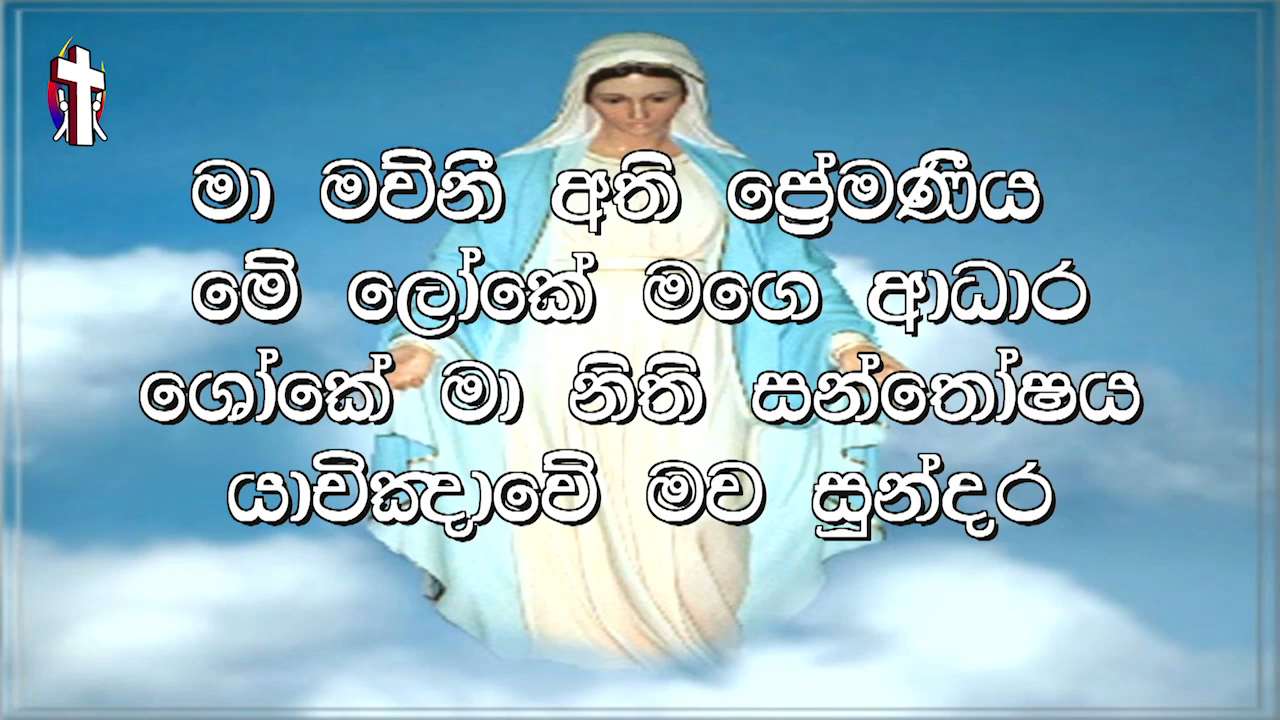 මා මව්නී අති ප්‍රේමණීය
මේ ලෝකේ මගෙ ආධාර
ශෝකේ මා නිති සන්තෝෂය
යාච්ඤාවේ මව සුන්දර